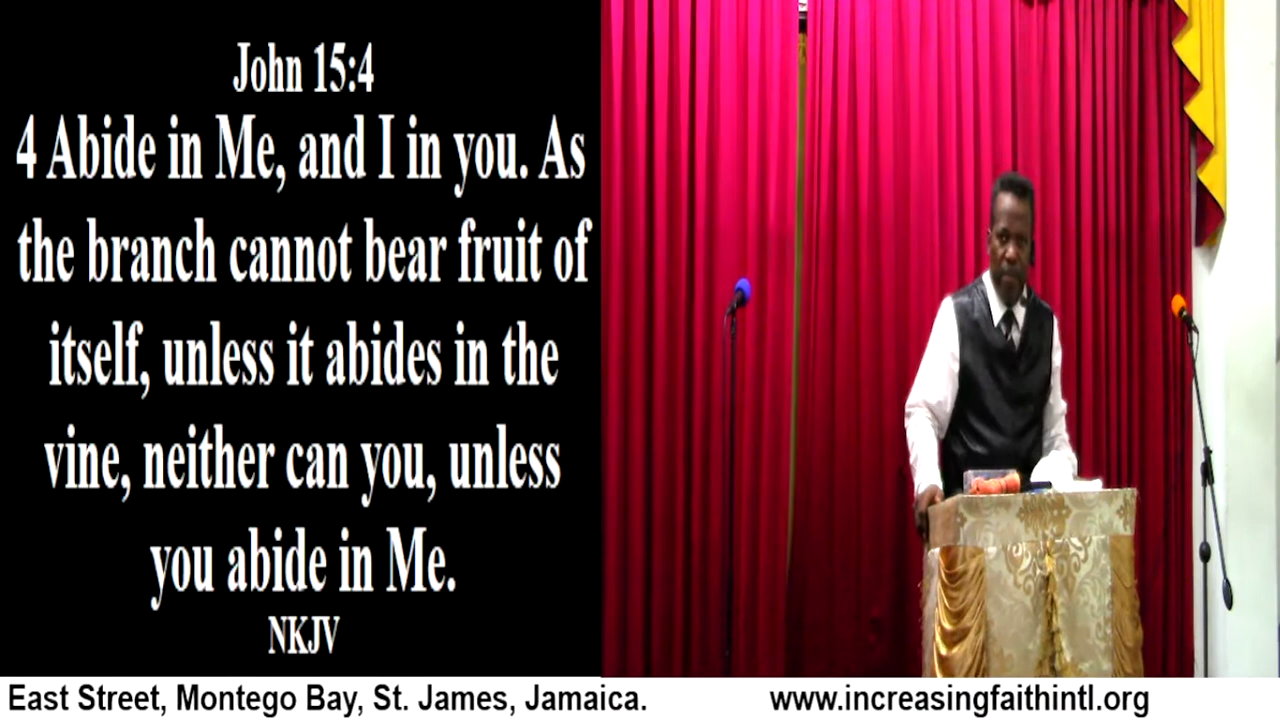 John 15:4
4 Abide in Me, and I in you. As
the branch cannot bear fruit of
itself, unless it abides in the
vine, neither can you, unless
you abide in Me.
NKJV
East Street, Montego Bay, St. James, Jamaica.
www.increasingfaithintl.org